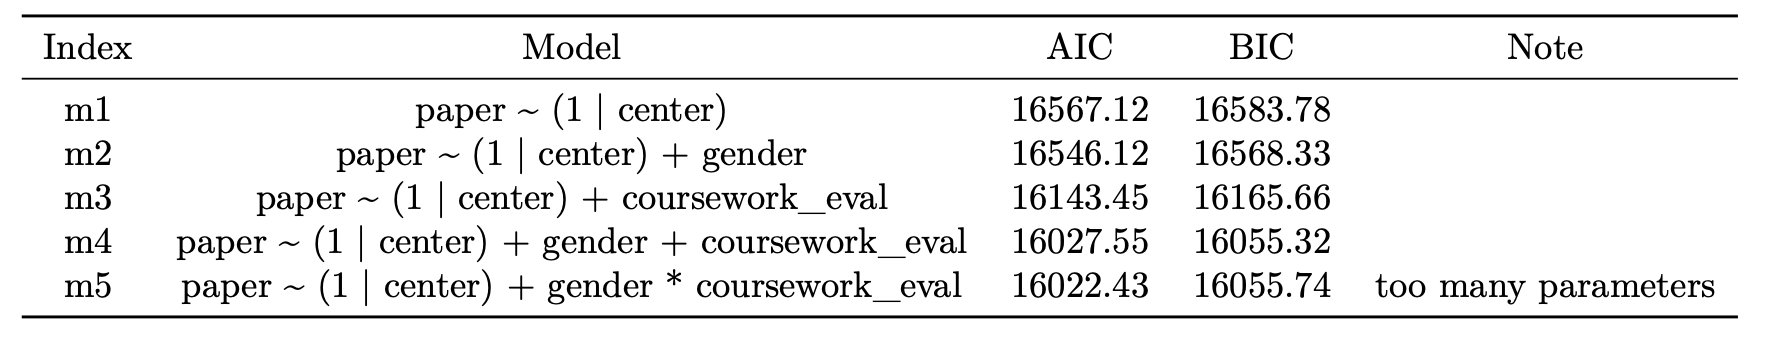 Index Model AIC BIC Note
m1 paper ~ (1 | center) 16567.12 16583.78
m2 paper ~ (1 | center) + gender 16546.12 16568.33
m3 paper ~ (1 | center) + coursework_eval 16143.45 16165.66
m4 paper ~ (1 | center) + gender + coursework_eval 16027.55 16055.32
m5 paper ~ (1 | center) + gender * coursework_eval 16022.43 16055.74 too many parameters